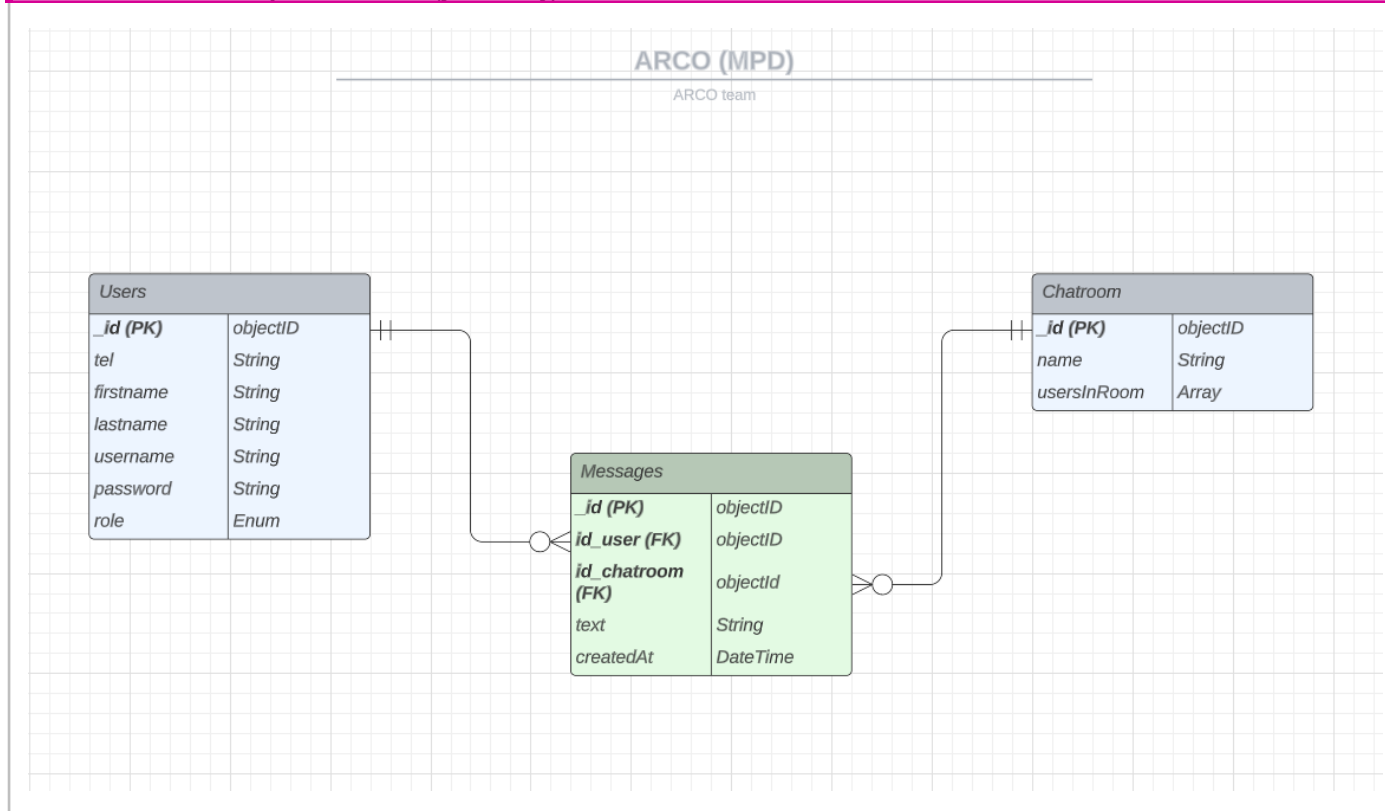 ARCO (MPD)
ARCO team
Users
_id (PK) objectID
tel String
firstname String
lastname String
username String
password String
role Enum
Chatroom
_id (PK) objectID
name String
usersInRoom Array
Messages
_id (PK) objectID
id_user (FK) objectID
id_chatroom
(FK) objectId
text String
createdAt DateTime